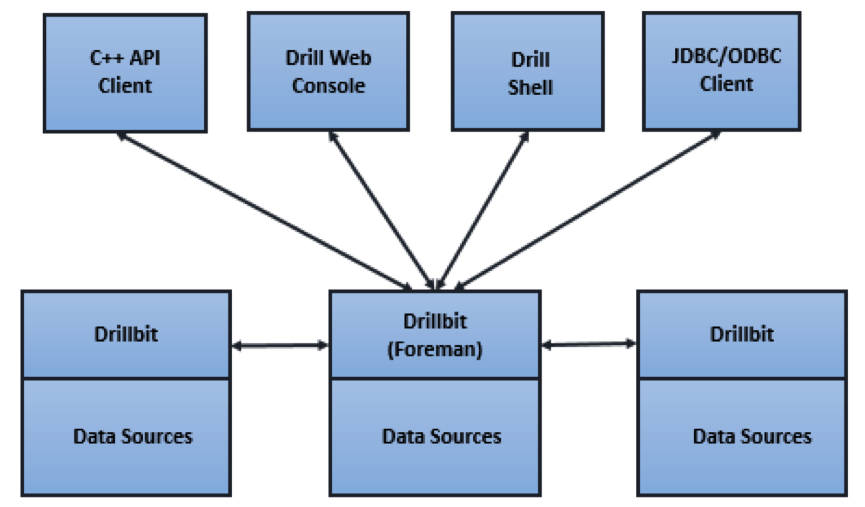 C++ API
Client
Drill Web
Console
Drill
Shell
JDBC/ODBC
Client
Drillbit
Drillbit
(Foreman)
Drillbit
Data Sources
Data Sources
Data Sources